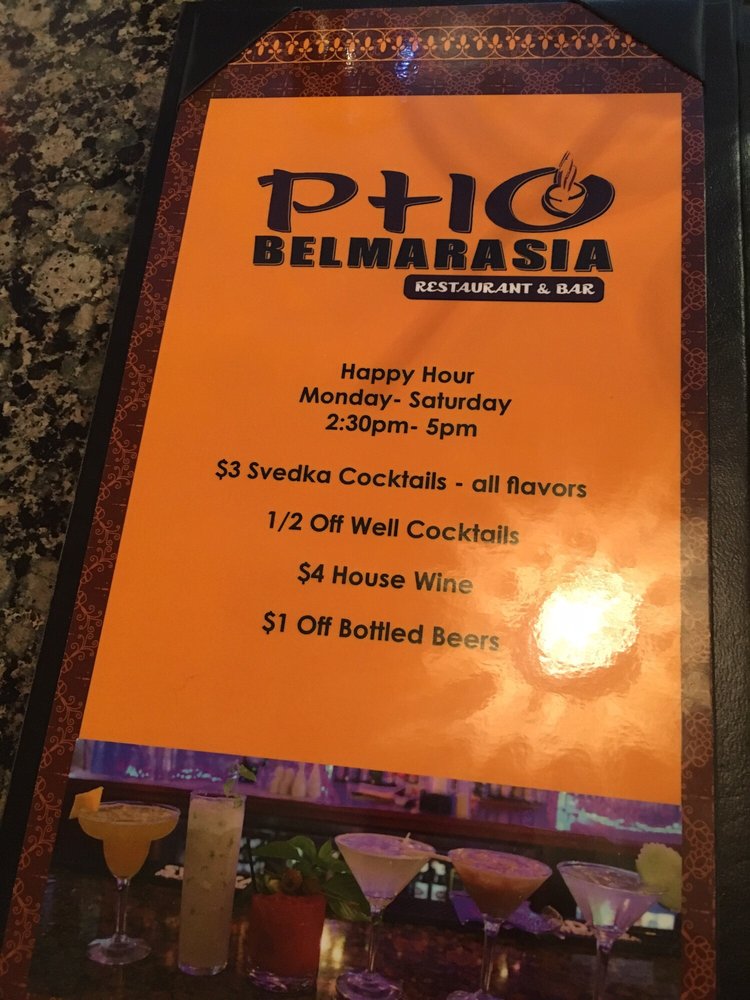 PHO
BELMARASIA
RESTAURANT & BAR
Happy Hour
Monday- Saturday
2:30pm- 5pm
$3 Svedka Cocktails - all flavors
1/2 Off Well Cocktails
$4 House Wine
$1 Off Bottled Beers